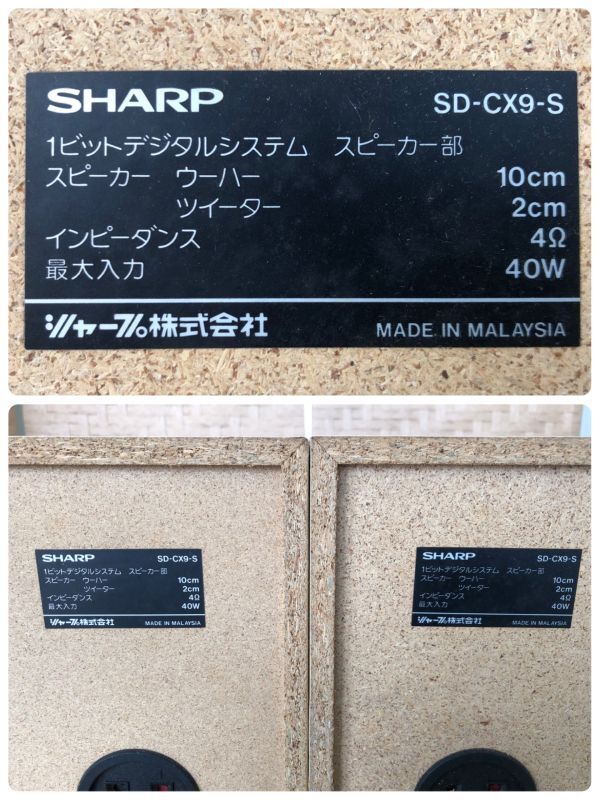 SHARP SD-CX9-S
1ビットデジタルシステム スピーカー部
スピーカー ウーハー 10cm
ツイーター 2cm
インピーダンス 4Ω
最大入力 40W
シャープ株式会社 MADE IN MALAYSIA
SHARP SD-CX9-S
1ビットデジタルシステム スピーカー部
スピーカー ウーハー 10cm
ツイーター 2cm
インピーダンス 4Ω
最大入力 40W
シャープ株式会社 MADE IN MALAYSIA
SHARP SD-CX9-S
1ビットデジタルシステム スピーカー部
スピーカー ウーハー 10cm
ツイーター 2cm
インピーダンス 4Ω
最大入力 40W
シャープ株式会社 MADE IN MALAYSIA